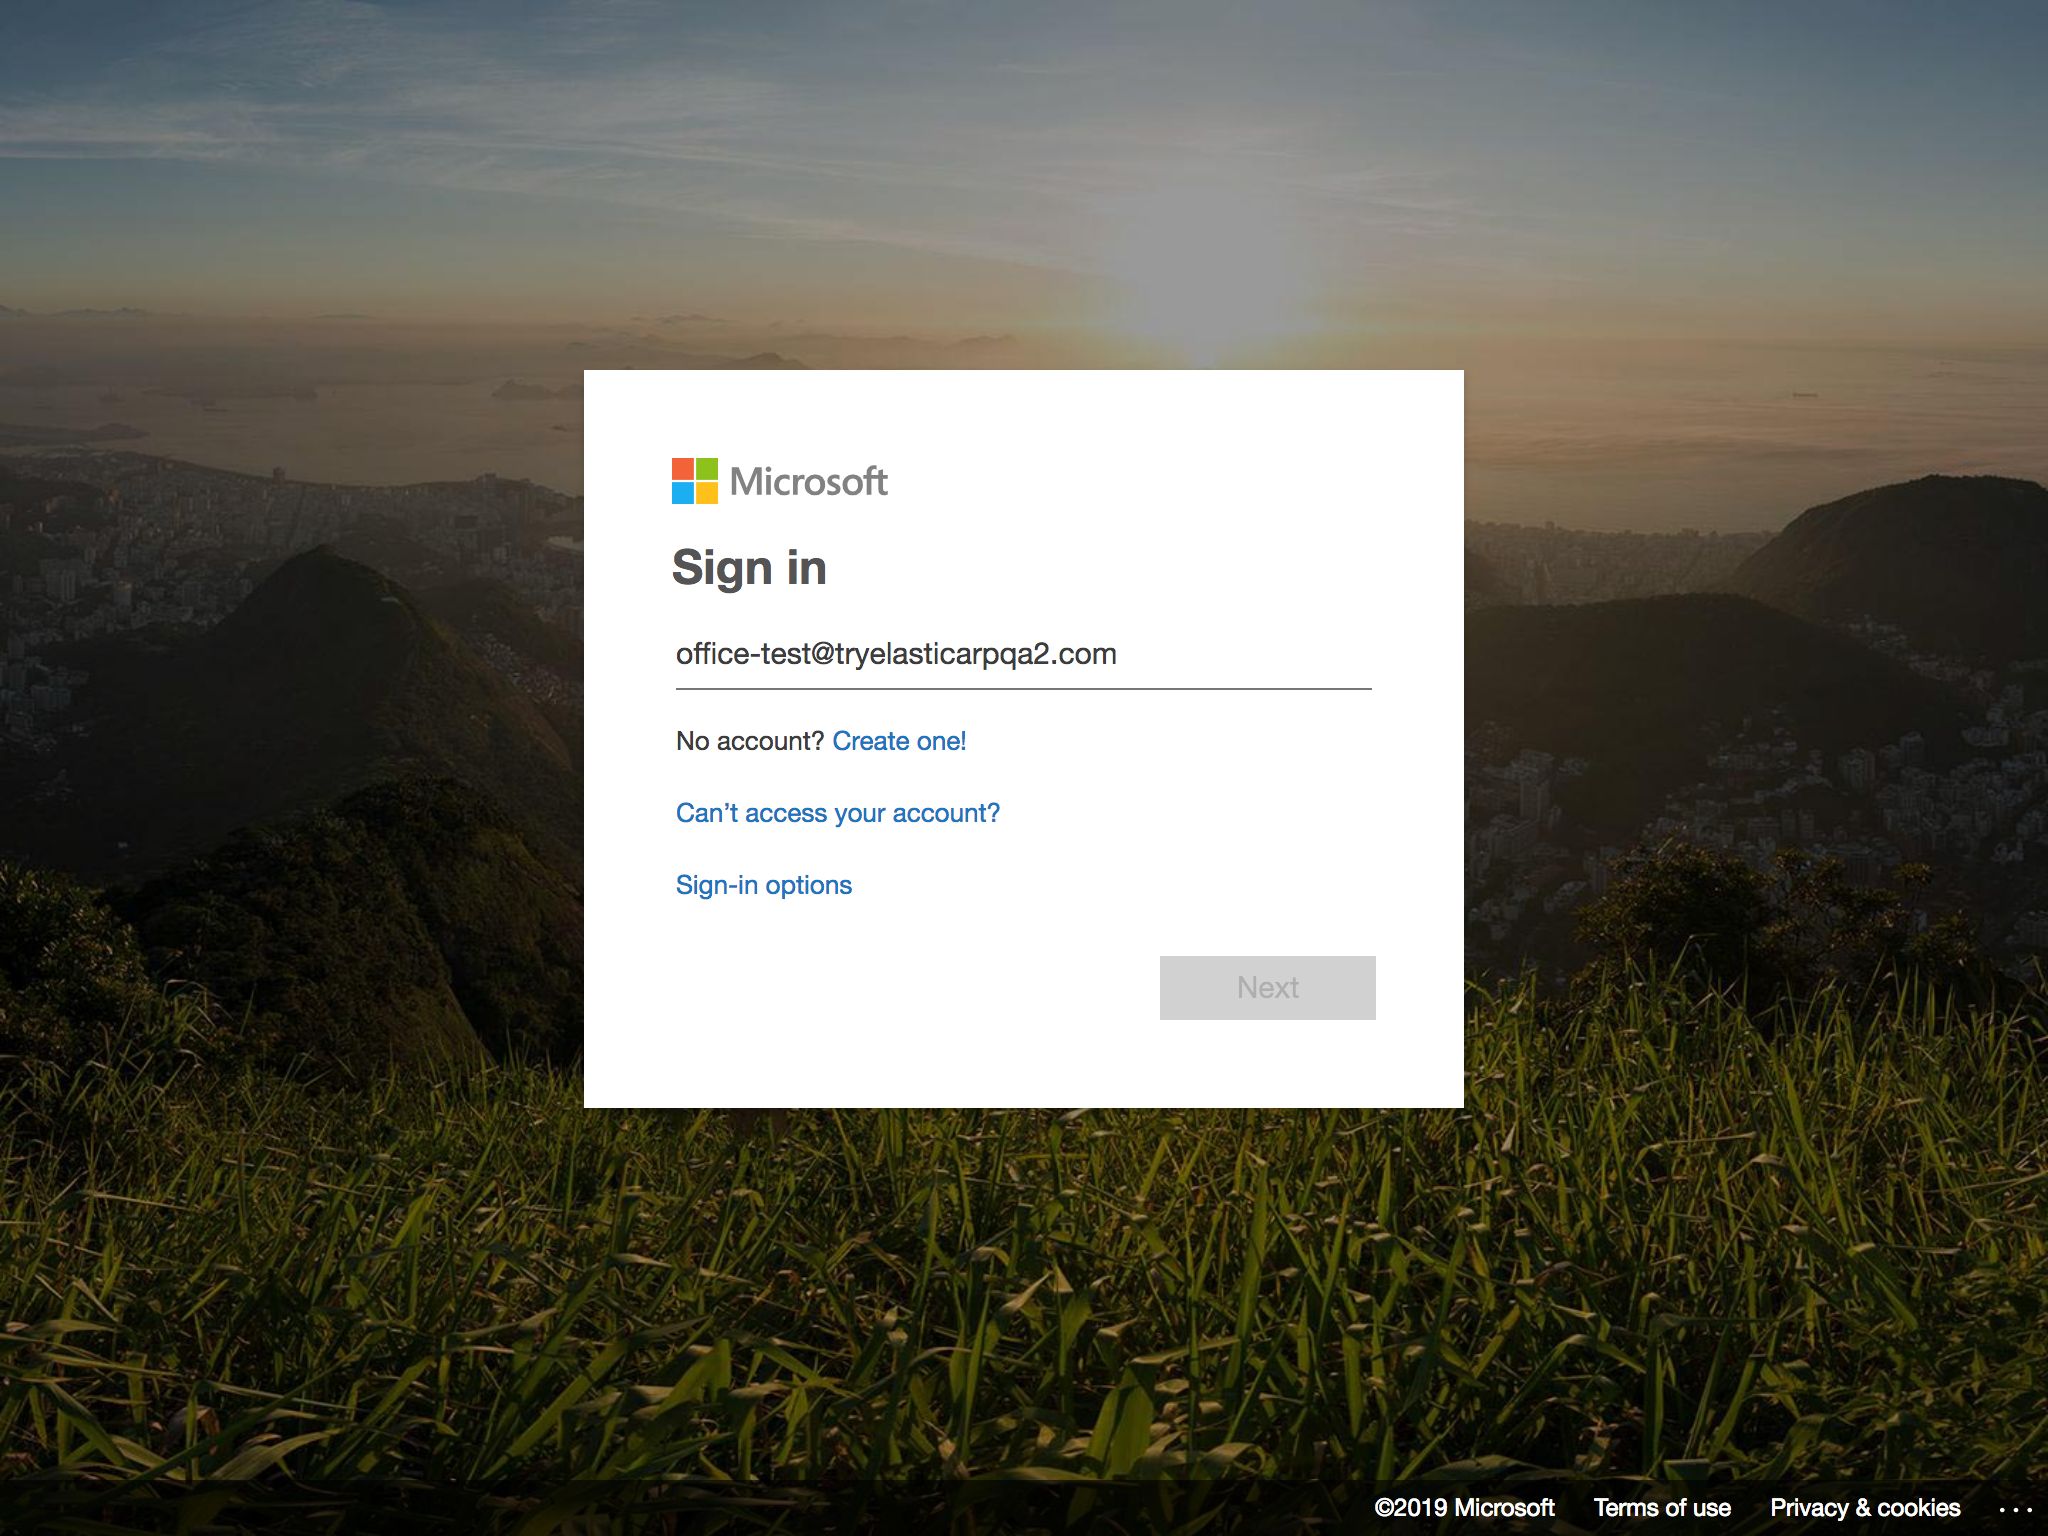 Microsoft
Sign in
office-test@tryelasticarpqa2.com
No account? Create one!
Can’t access your account?
Sign-in options
Next
©2019 Microsoft Terms of use Privacy & cookies ...